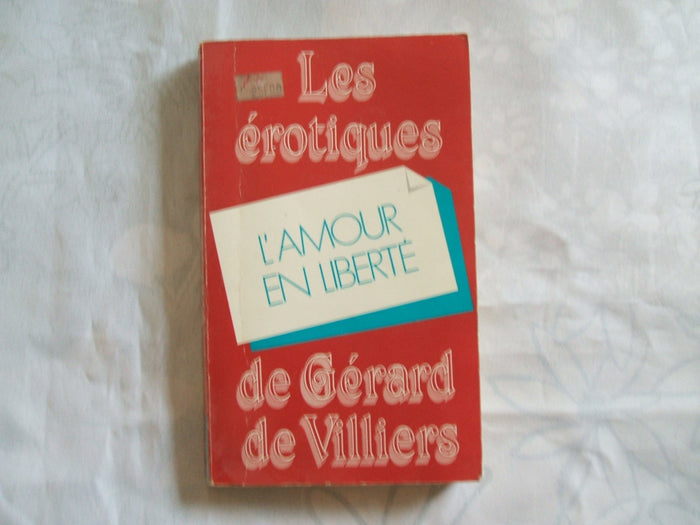 Les
érotiques
L'AMOUR
EN LIBERTÉ
de Gérard
de Villiers